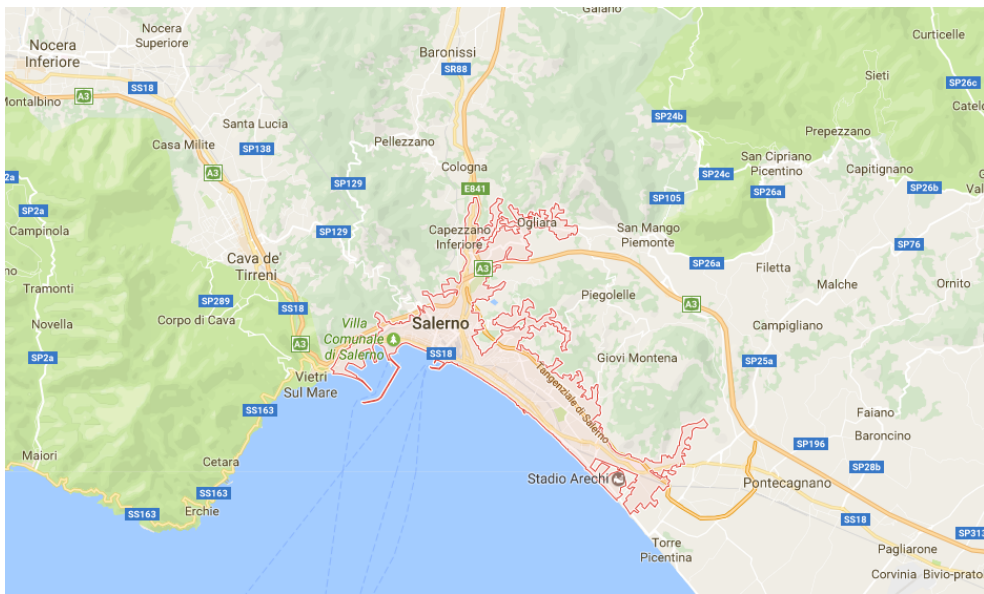 Gaiano
Nocera
Superiore
Curticelle
Nocera
Inferiore
Baronissi
SR88
Sieti
SP26c
SS18
A3
Montalbino
SP24b
Santa Lucia
Prepezzano
Casa Milite
SP138
Pellezzano
San Cipriano
Picentino
Capitignano
Cologna
A3
SP24c
SP129
E841
SP26a
SP26b
SP105
SP2a
Campinola
SP129
Capezzano
Inferiore
Ogliara
San Mango
Piemonte
SP76
Cava de'
Tirreni
A3
SP26a
Filetta
Tramonti
Malche
Ornito
SP289
Piegolelle
A3
SS18
Corpo di Cava
Novella
Salerno
Villa
Comunale
di Salerno
Campigliano
A3
SS18
SP2a
Giovi Montena
SP25a
Vietri
Sul Mare
Tangenziale di Salerno
SS163
Faiano
Baroncino
SP196
Maiori
Cetara
SP28b
Stadio Arechi
Pontecagnano
SS163
SS163
Erchie
SS18
SP313
Torre
Picentina
Pagliarone
Corvinia
Bivio-prato